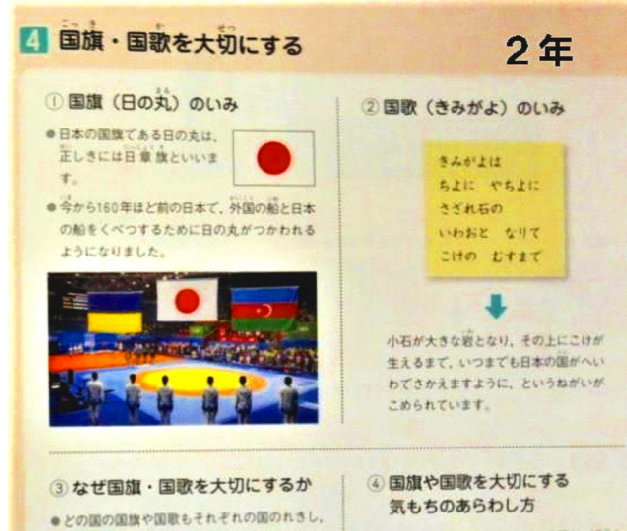 4 国旗・国歌を大切にする
2年
① 国旗（日の丸）のいみ
●日本の国旗である日の丸は、
正しきには日章旗といいま
す。
●今から160年ほど前の日本で、外国の船と日本
の船をくべつするために日の丸がつかわれる
ようになりました。
② 国歌（きみがよ）のいみ
きみがよは
ちよに やちよに
さざれ石の
いわおと なりて
こけの むすまで
小石が大きな岩となり、その上にこけが
生えるまで、いつまでも日本の国がへい
わでさかえますように、というねがいが
こめられています。
③ なぜ国旗・国歌を大切にするか
●どの国の国旗や国歌もそれぞれの国のれきし、
④ 国旗や国歌を大切にする
気もちのあらわし方